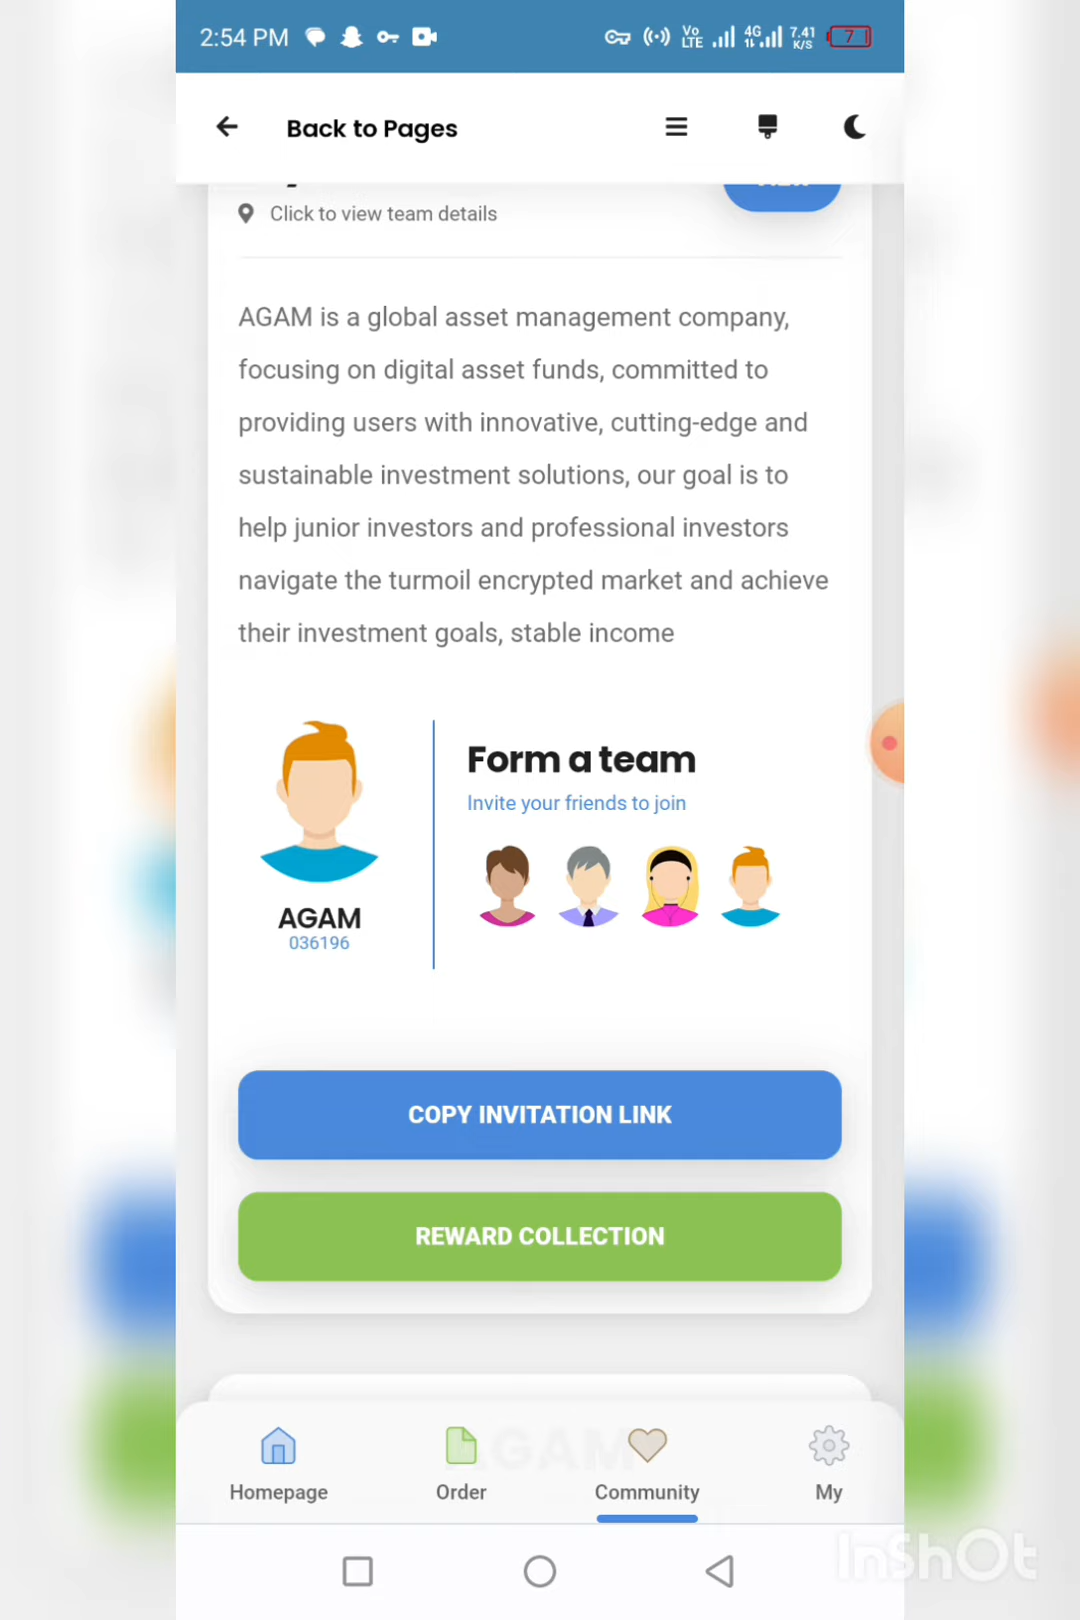 2:54 PM
Vo LTE 4G 7.41 K/S 7
Back to Pages
Click to view team details
AGAM is a global asset management company,
focusing on digital asset funds, committed to
providing users with innovative, cutting-edge and
sustainable investment solutions, our goal is to
help junior investors and professional investors
navigate the turmoil encrypted market and achieve
their investment goals, stable income
Form a team
Invite your friends to join
AGAM
036196
COPY INVITATION LINK
REWARD COLLECTION
AGAM
Homepage
Order
Community
My
InShOt